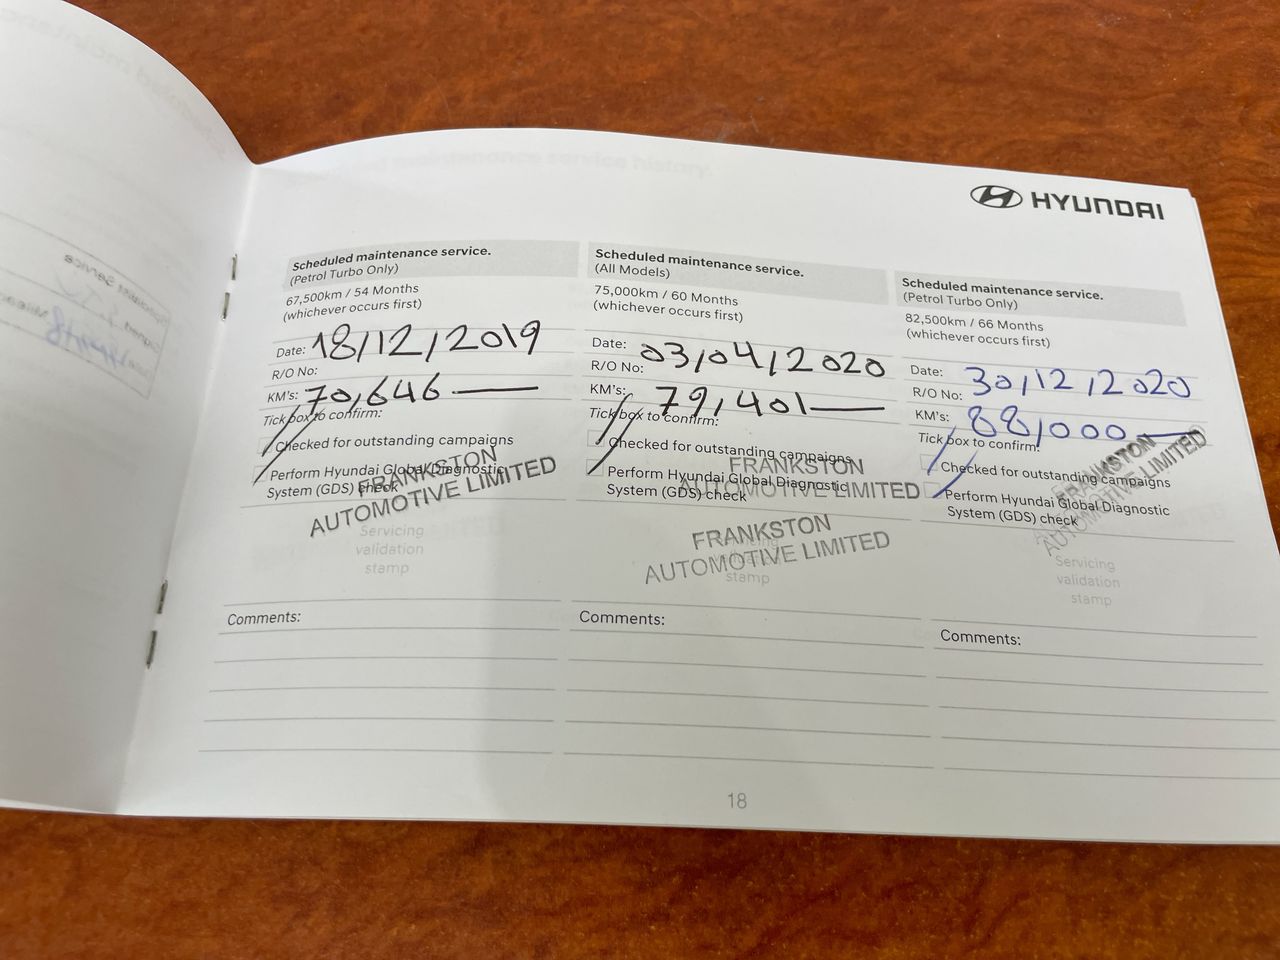 HYUNDAI
Scheduled maintenance service.
(Petrol Turbo Only)
67,500km / 54 Months
(whichever occurs first)
Date: 18/12/2019
R/O No:
KM's: 70,646
Tick box to confirm:
Checked for outstanding campaigns
Perform Hyundai Global Diagnostic
System (GDS) check
FRANKSTON
AUTOMOTIVE LIMITED
Servicing
validation
stamp
Comments:
Scheduled maintenance service.
(All Models)
75,000km / 60 Months
(whichever occurs first)
Date: 03/04/2020
R/O No:
KM's: 79,401
Tick box to confirm:
Checked for outstanding campaigns
Perform Hyundai Global Diagnostic
System (GDS) check
FRANKSTON
AUTOMOTIVE LIMITED
FRANKSTON
AUTOMOTIVE LIMITED
Servicing
validation
stamp
Comments:
Scheduled maintenance service.
(Petrol Turbo Only)
82,500km / 66 Months
(whichever occurs first)
Date: 30/12/2020
R/O No:
KM's: 88,000
Tick box to confirm:
Checked for outstanding campaigns
Perform Hyundai Global Diagnostic
System (GDS) check
FRANKSTON
AUTOMOTIVE LIMITED
Servicing
validation
stamp
Comments:
18